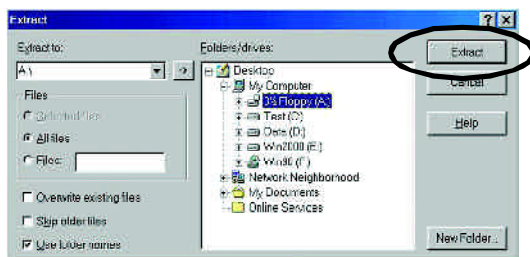 Extract
Extract to:
A:\
Files
Selected files
All files
Files:
Overwrite existing files
Skip older files
Use folder names
Folders/drives:
Desktop
My Computer
3½ Floppy (A:)
Test (C:)
Data (D:)
Win2000 (E:)
Win98 (F:)
Network Neighborhood
My Documents
Online Services
Extract
Cancel
Help
New Folder...